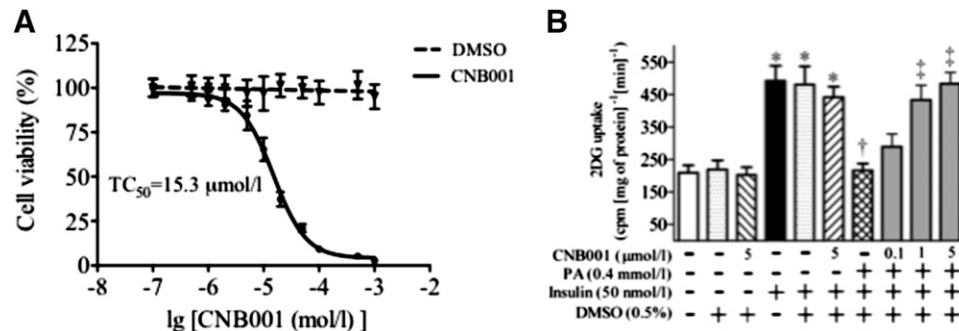 A
B
125
100
75
50
25
0
Cell viability (%)
DMSO
CNB001
TC50=15.3 μmol/l
-7 -6 -5 -4 -3 -2
lg [CNB001 (mol/l) ]
2DG uptake
(cpm [mg of protein]-1 [min]-1)
550
450
350
250
150
50
* * * † ‡ ‡
CNB001 (μmol/l) - - 5 - - 5 - 0.1 1 5
PA (0.4 mmol/l) - - - - - - + + + +
Insulin (50 nmol/l) - - - + + + + + + +
DMSO (0.5%) - + + - + + + + + +